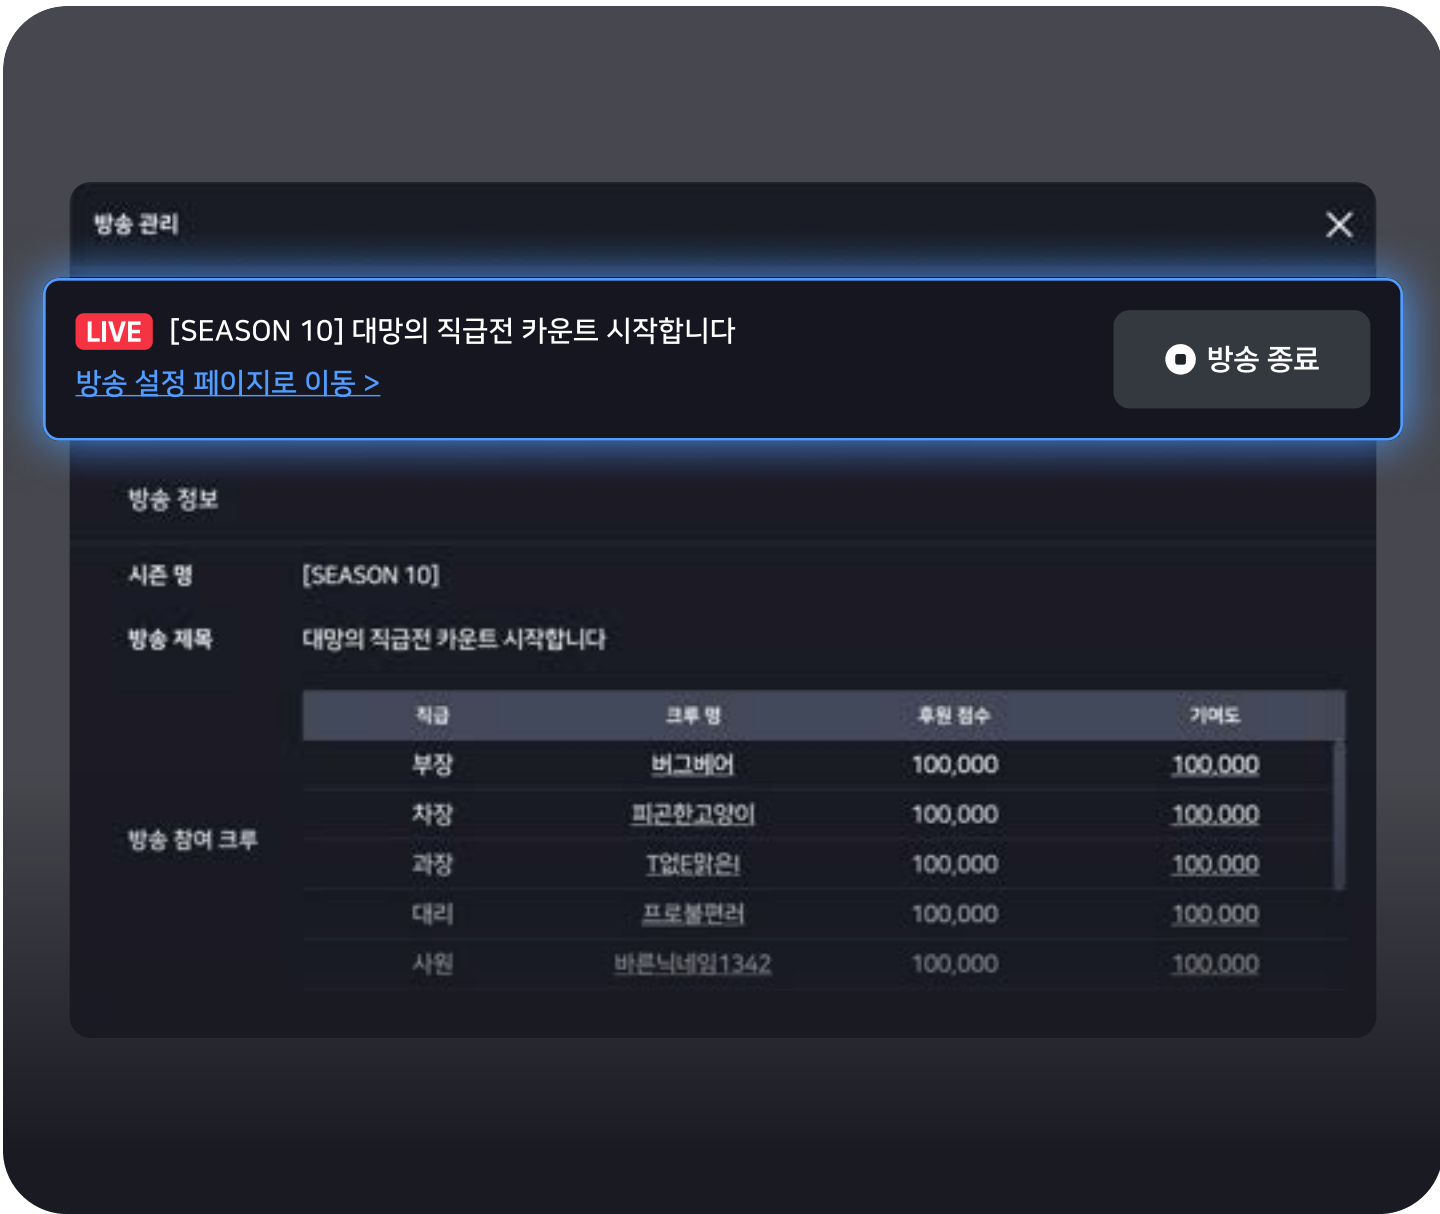 방송 관리
LIVE [SEASON 10] 대망의 직급전 카운트 시작합니다
방송 설정 페이지로 이동 >
방송 종료
방송 정보
시즌 명 [SEASON 10]
방송 제목 대망의 직급전 카운트 시작합니다
방송 참여 크루
직급 크루 명 후원 점수 기여도
부장 버그베어 100,000 100,000
차장 피곤한고양이 100,000 100,000
과장 T없E맑은I 100,000 100,000
대리 프로불편러 100,000 100,000
사원 바른닉네임1342 100,000 100,000